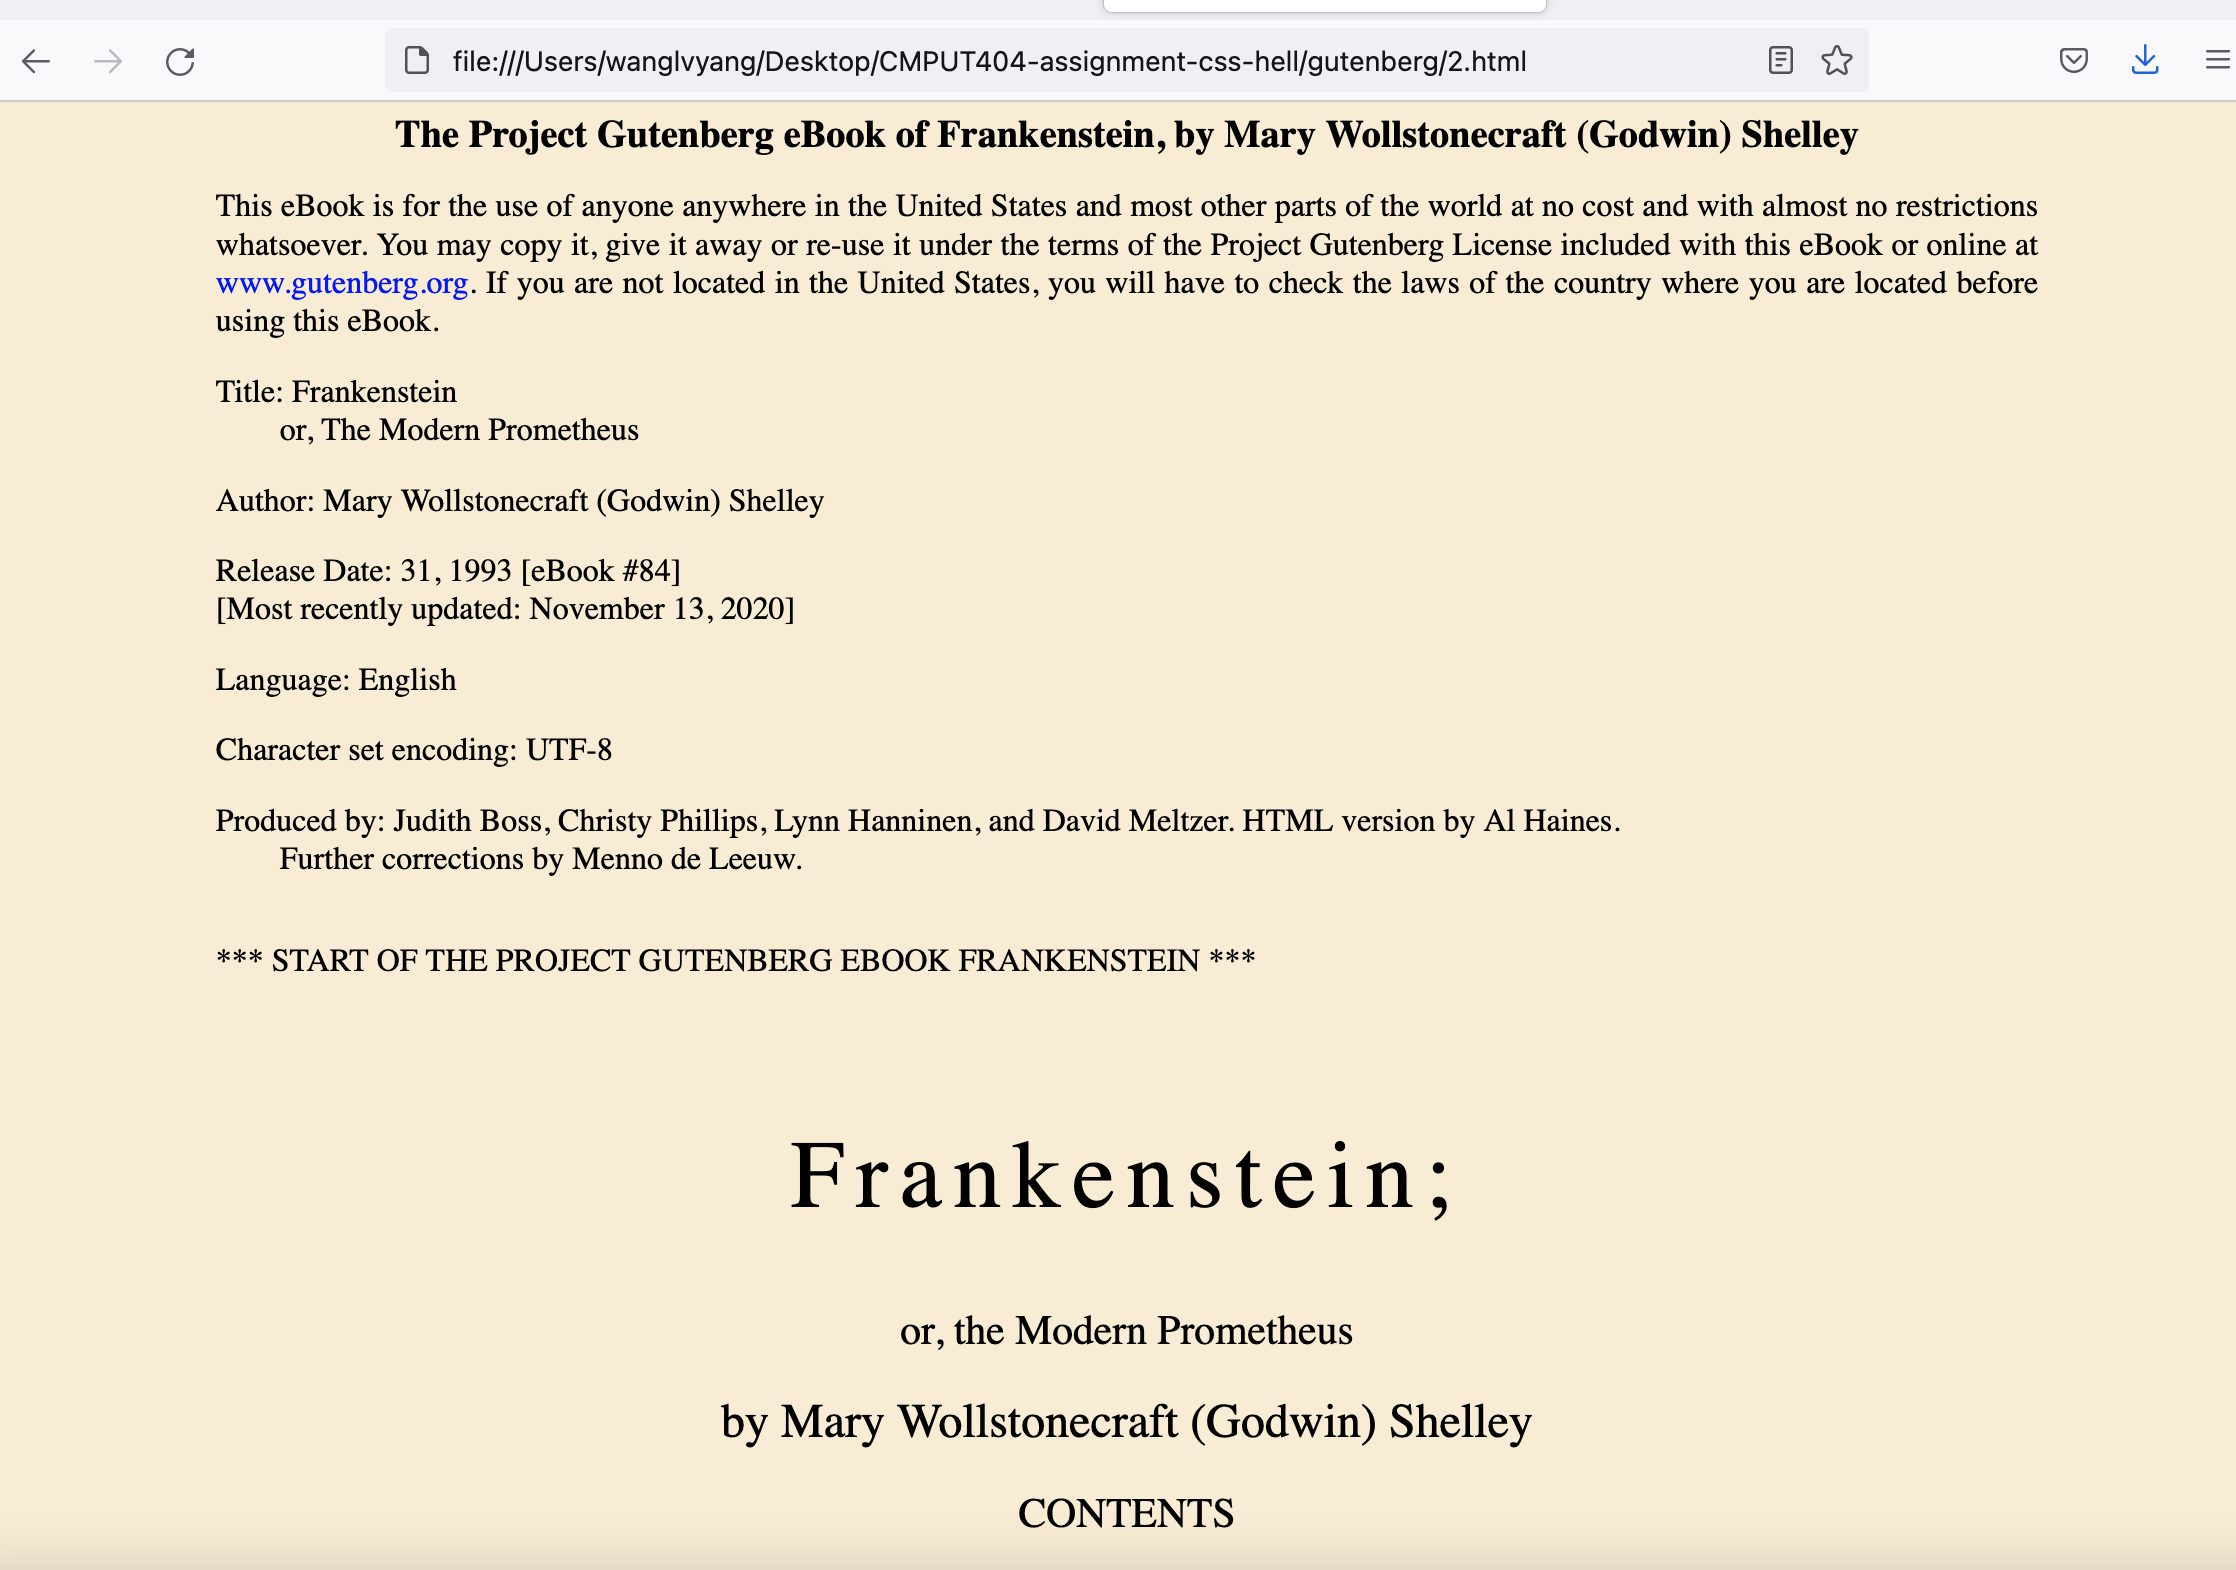 file:///Users/wanglvyang/Desktop/CMPUT404-assignment-css-hell/gutenberg/2.html
The Project Gutenberg eBook of Frankenstein, by Mary Wollstonecraft (Godwin) Shelley
This eBook is for the use of anyone anywhere in the United States and most other parts of the world at no cost and with almost no restrictions
whatsoever. You may copy it, give it away or re-use it under the terms of the Project Gutenberg License included with this eBook or online at
www.gutenberg.org. If you are not located in the United States, you will have to check the laws of the country where you are located before
using this eBook.
Title: Frankenstein
or, The Modern Prometheus
Author: Mary Wollstonecraft (Godwin) Shelley
Release Date: 31, 1993 [eBook #84]
[Most recently updated: November 13, 2020]
Language: English
Character set encoding: UTF-8
Produced by: Judith Boss, Christy Phillips, Lynn Hanninen, and David Meltzer. HTML version by Al Haines.
Further corrections by Menno de Leeuw.
*** START OF THE PROJECT GUTENBERG EBOOK FRANKENSTEIN ***
Frankenstein;
or, the Modern Prometheus
by Mary Wollstonecraft (Godwin) Shelley
CONTENTS